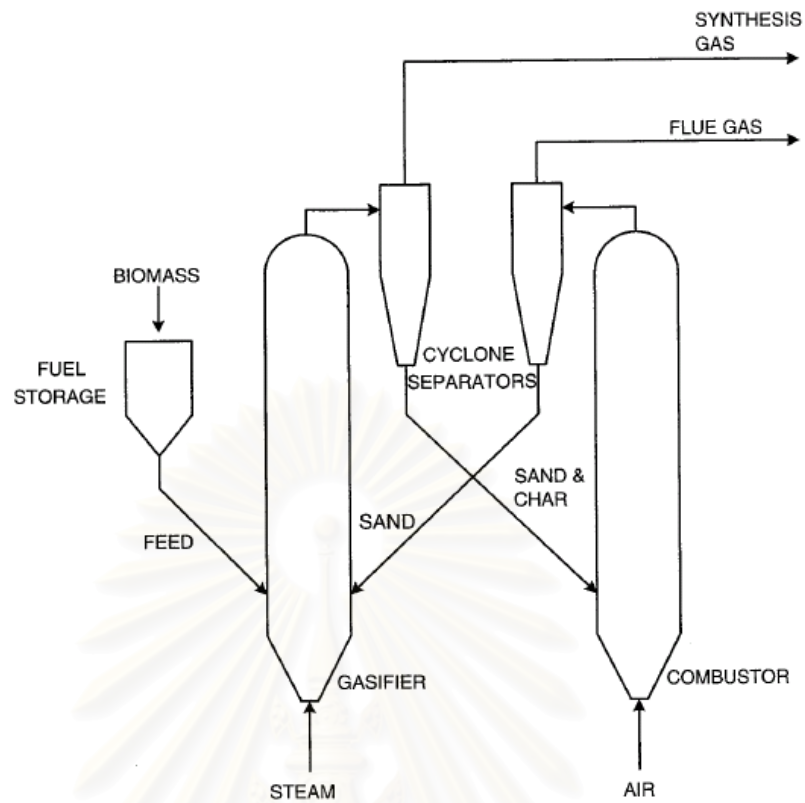 SYNTHESIS
GAS
FLUE GAS
BIOMASS
FUEL
STORAGE
CYCLONE
SEPARATORS
SAND &
CHAR
SAND
FEED
GASIFIER
COMBUSTOR
STEAM
AIR